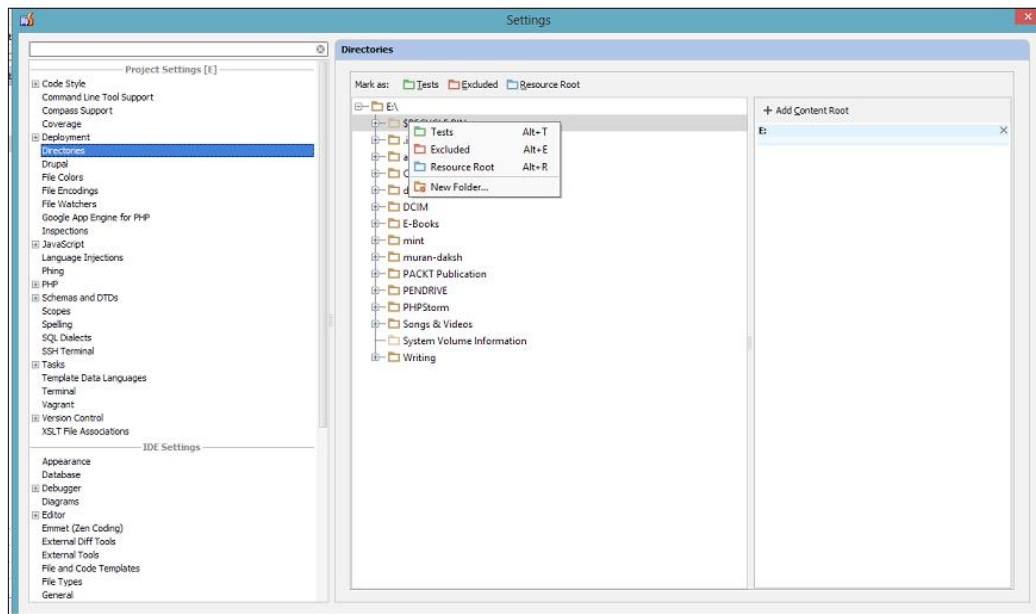 Settings
Directories
Project Settings [E]
Code Style
Command Line Tool Support
Compass Support
Coverage
Deployment
Directories
Drupal
File Colors
File Encodings
File Watchers
Google App Engine for PHP
Inspections
JavaScript
Language Injections
Phing
PHP
Schemas and DTDs
Scopes
Spelling
SQL Dialects
SSH Terminal
Tasks
Template Data Languages
Terminal
Vagrant
Version Control
XSLT File Associations
IDE Settings
Appearance
Database
Debugger
Diagrams
Editor
Emmet (Zen Coding)
External Diff Tools
External Tools
File and Code Templates
File Types
General
Mark as: Tests Excluded Resource Root
E:\
Tests Alt+T
Excluded Alt+E
Resource Root Alt+R
New Folder...
DCIM
E-Books
mint
muran-daksh
PACKT Publication
PENDRIVE
PHPStorm
Songs & Videos
System Volume Information
Writing
+ Add Content Root
E: